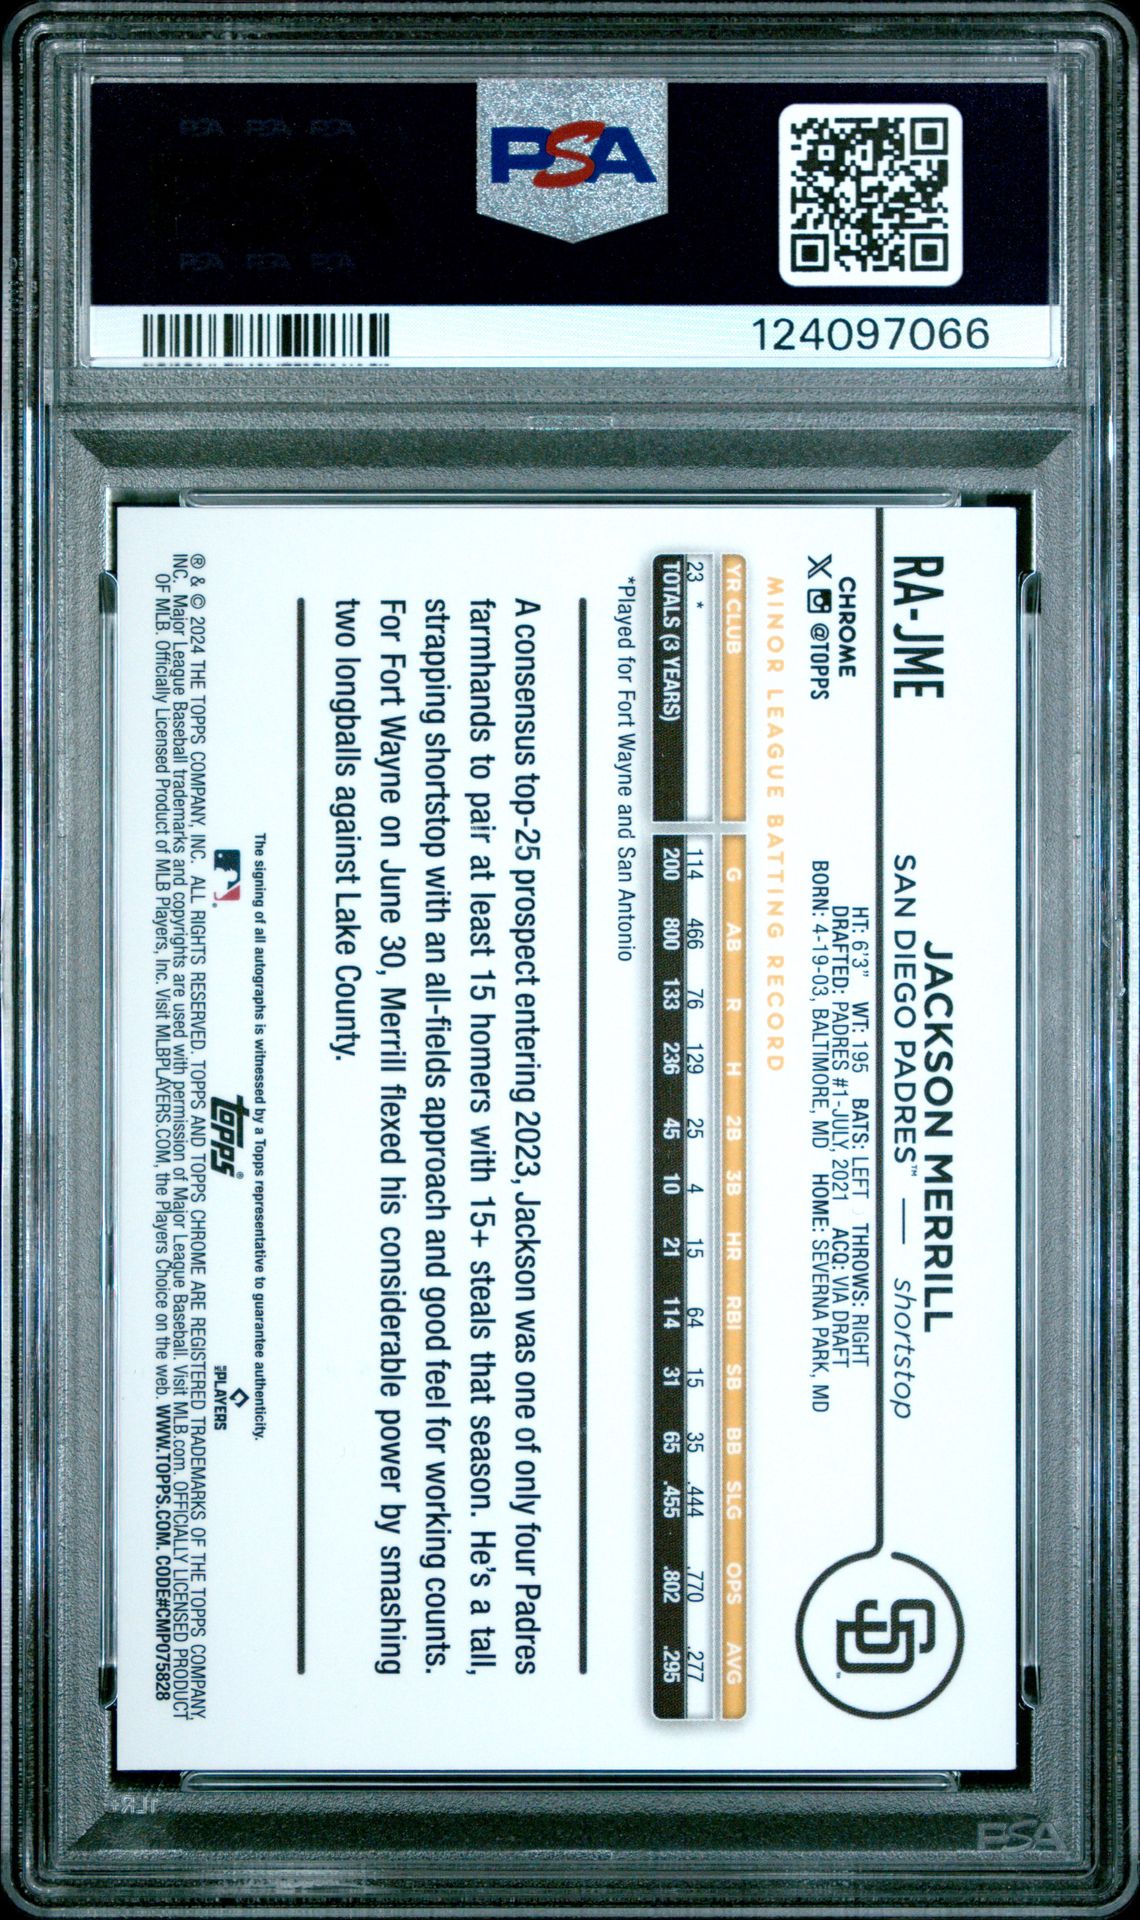 PSA
124097066
RA-JME
JACKSON MERRILL
SAN DIEGO PADRES™ — shortstop
CHROME
@TOPPS
HT: 6'3" WT: 195 BATS: LEFT THROWS: RIGHT
DRAFTED: PADRES #1-JULY, 2021 ACQ: VIA DRAFT
BORN: 4-19-03, BALTIMORE, MD HOME: SEVERNA PARK, MD
SD
MINOR LEAGUE BATTING RECORD
YR CLUB G AB R H 2B 3B HR RBI SB BB SLG OPS AVG
23 * 114 466 76 129 25 4 15 64 15 35 .444 .770 .277
TOTALS (3 YEARS) 200 800 133 236 45 10 21 114 31 65 .455 .802 .295
*Played for Fort Wayne and San Antonio
A consensus top-25 prospect entering 2023, Jackson was one of only four Padres
farmhands to pair at least 15 homers with 15+ steals that season. He's a tall,
strapping shortstop with an all-fields approach and good feel for working counts.
For Fort Wayne on June 30, Merrill flexed his considerable power by smashing
two longballs against Lake County.
The signing of all autographs is witnessed by a Topps representative to guarantee authenticity.
topps®
MLB PLAYERS
® & © 2024 THE TOPPS COMPANY, INC. ALL RIGHTS RESERVED. TOPPS AND TOPPS CHROME ARE REGISTERED TRADEMARKS OF THE TOPPS COMPANY,
INC. Major League Baseball trademarks and copyrights are used with permission of Major League Baseball. Visit MLB.com. OFFICIALLY LICENSED PRODUCT
OF MLB. Officially Licensed Product of MLB Players, Inc. Visit MLBPLAYERS.COM, the Players Choice on the web. WWW.TOPPS.COM. CODE#CMP075828
PSA